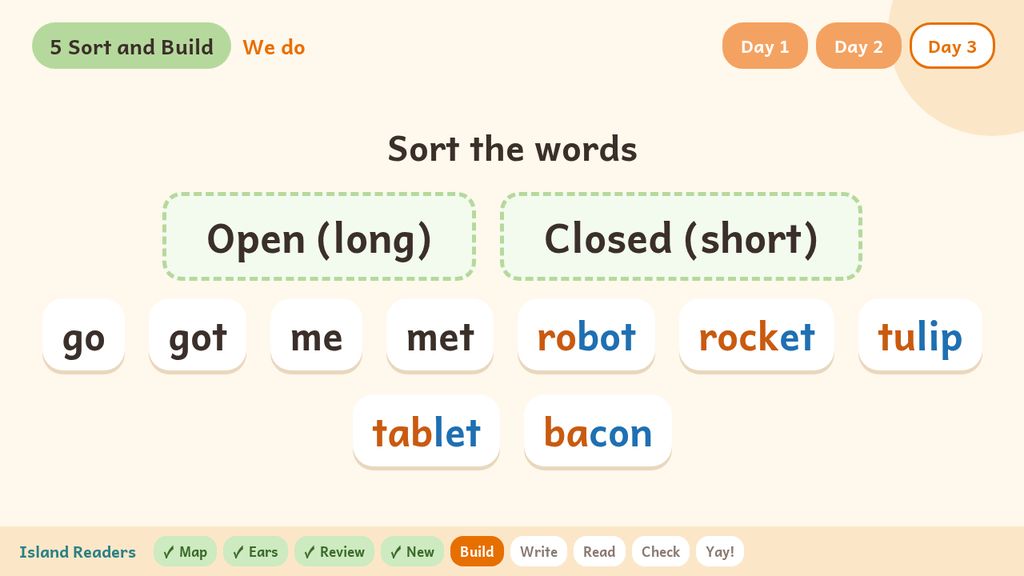 5 Sort and Build We do Day 1 Day 2 Day 3
Sort the words
Open (long) Closed (short)
go got me met robot rocket tulip
tablet bacon
Island Readers ✓ Map ✓ Ears ✓ Review ✓ New Build Write Read Check Yay!